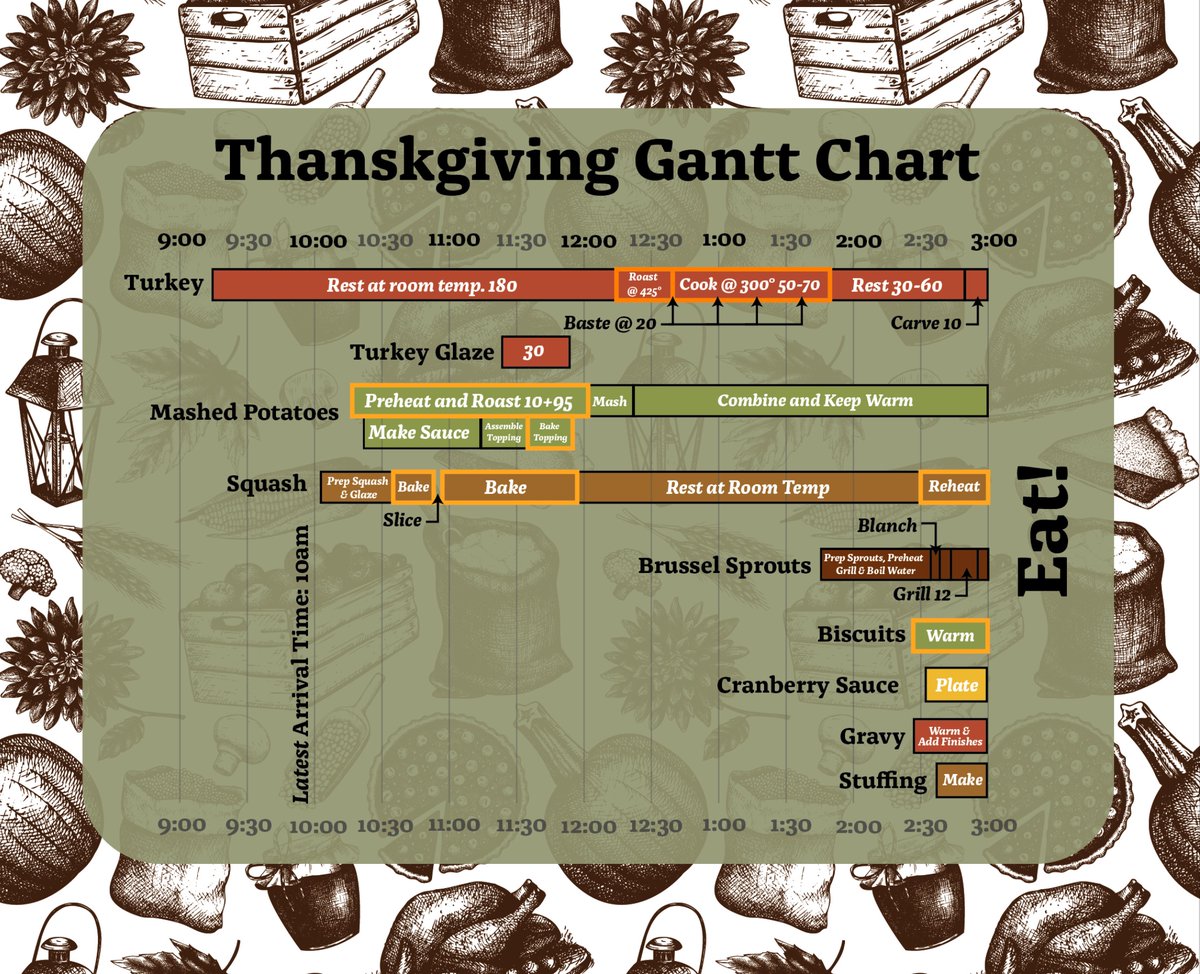 Thanskgiving Gantt Chart
9:00 9:30 10:00 10:30 11:00 11:30 12:00 12:30 1:00 1:30 2:00 2:30 3:00
Turkey
Rest at room temp. 180
Roast
@ 425°
Cook @ 300° 50-70
Rest 30-60
Baste @ 20
Carve 10
Turkey Glaze
30
Mashed Potatoes
Preheat and Roast 10+95
Mash
Combine and Keep Warm
Make Sauce
Assemble
Topping
Bake
Topping
Squash
Prep Squash
& Glaze
Bake
Bake
Rest at Room Temp
Reheat
Slice
Blanch
Brussel Sprouts
Prep Sprouts, Preheat
Grill & Boil Water
Grill 12
Eat!
Latest Arrival Time: 10am
Biscuits
Warm
Cranberry Sauce
Plate
Gravy
Warm &
Add Finishes
Stuffing
Make
9:00 9:30 10:00 10:30 11:00 11:30 12:00 12:30 1:00 1:30 2:00 2:30 3:00